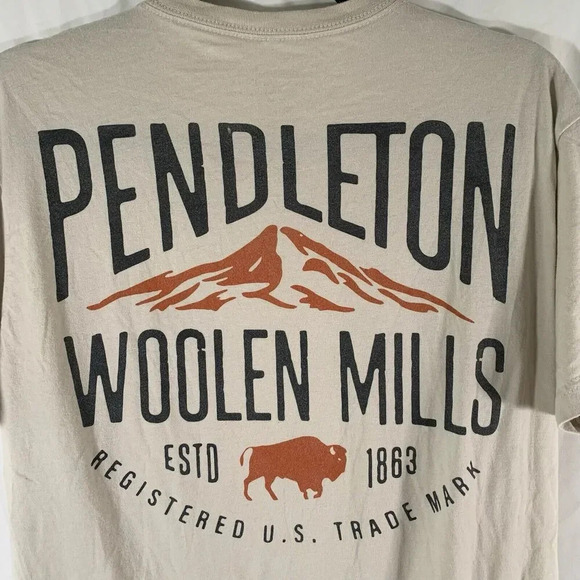 PENDLETON
WOOLEN MILLS
ESTD 1863
REGISTERED U.S. TRADE MARK